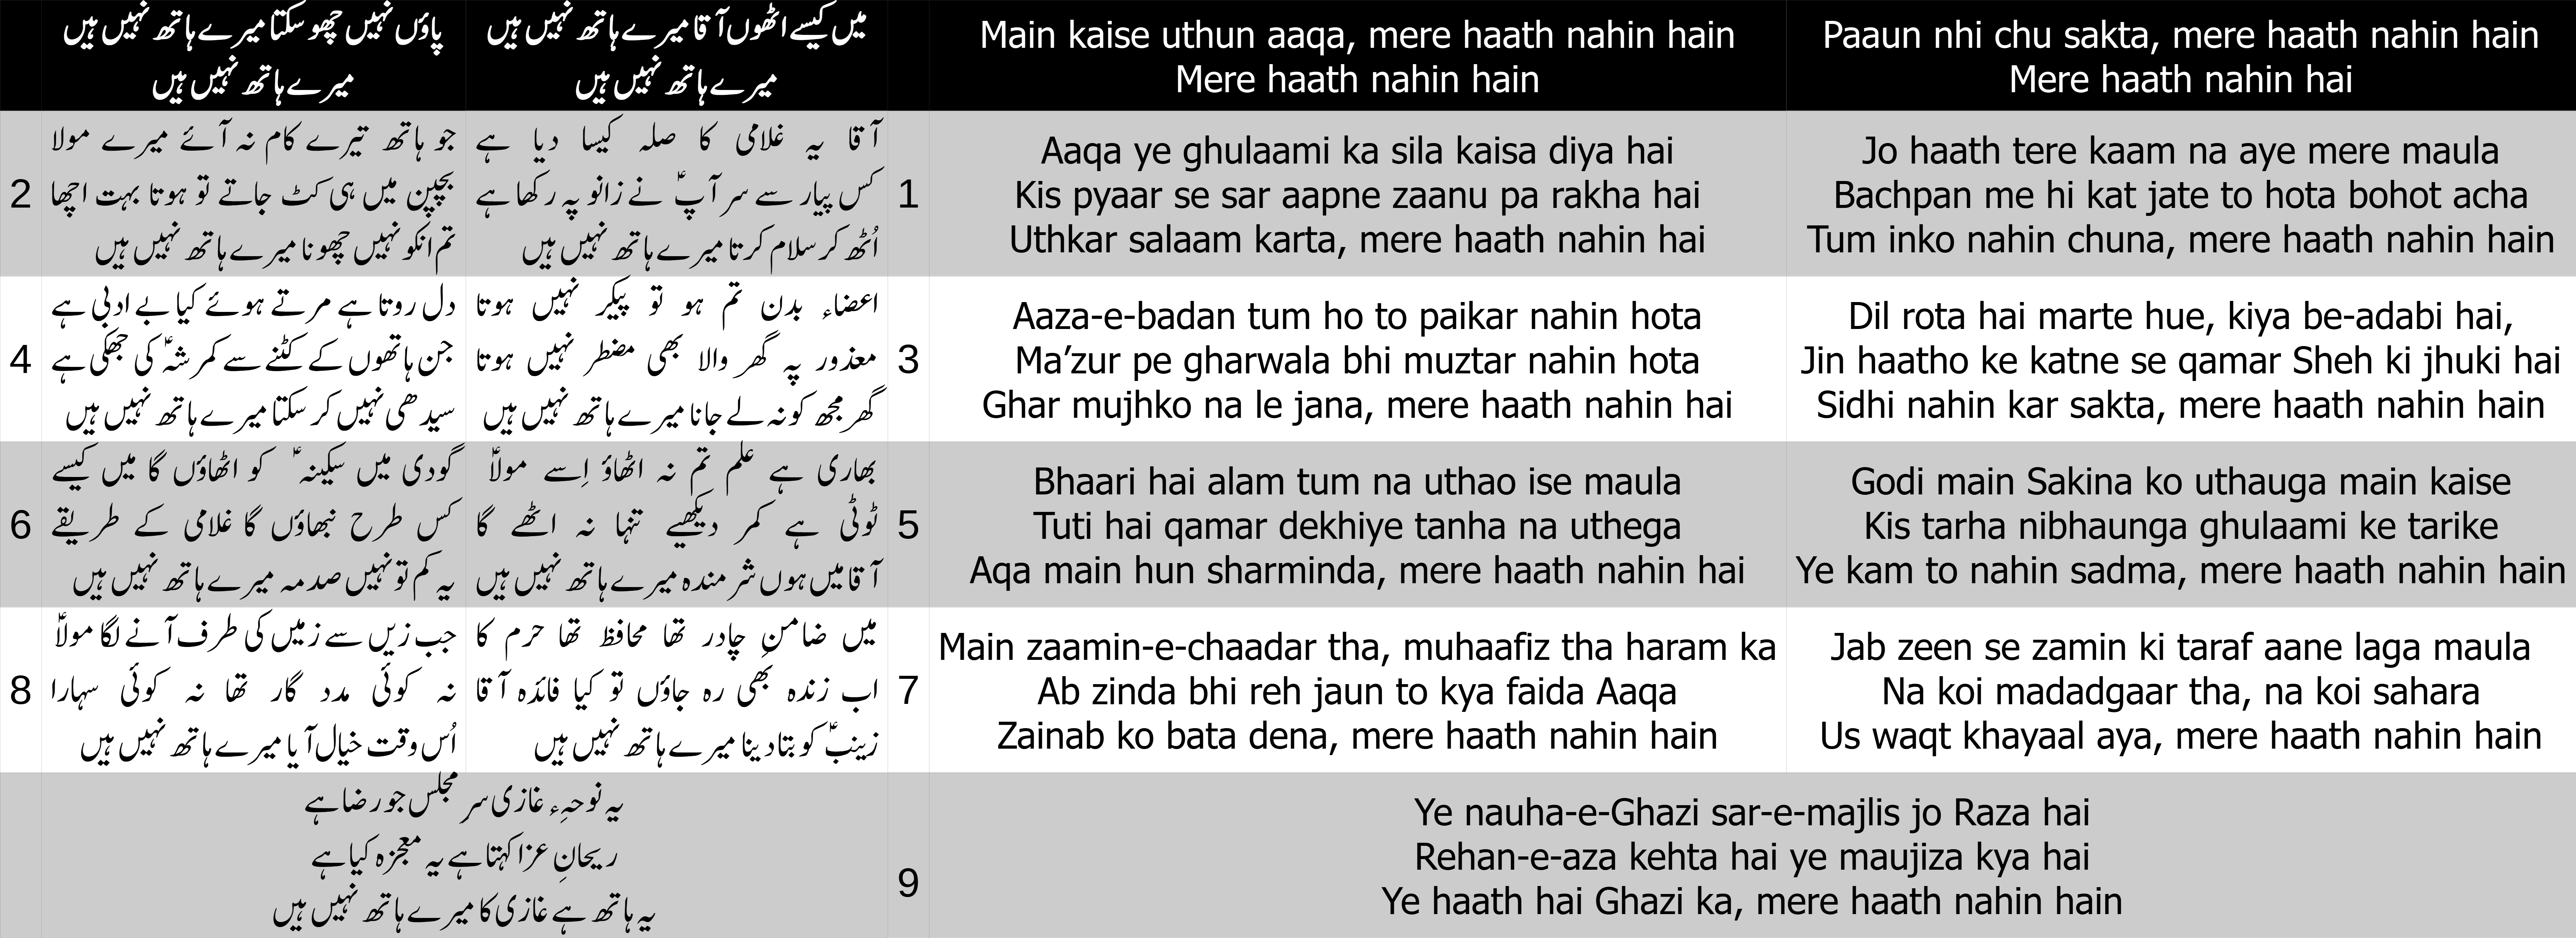 میں کیسے اٹھوں آقا میرے ہاتھ نہیں ہیں
میرے ہاتھ نہیں ہیں
پاؤں نہیں چھو سکتا میرے ہاتھ نہیں ہیں
میرے ہاتھ نہیں ہیں
Main kaise uthun aaqa, mere haath nahin hain
Mere haath nahin hain
Paaun nhi chu sakta, mere haath nahin hain
Mere haath nahin hai
1
آقا یہ غلامی کا صلہ کیسا دیا ہے
کس پیار سے سر آپؑ نے زانو پہ رکھا ہے
اُٹھ کر سلام کرتا میرے ہاتھ نہیں ہیں
2
جو ہاتھ تیرے کام نہ آئے میرے مولا
بچپن میں ہی کٹ جاتے تو ہوتا بہت اچھا
تم انکو نہیں چھونا میرے ہاتھ نہیں ہیں
Aaqa ye ghulaami ka sila kaisa diya hai
Kis pyaar se sar aapne zaanu pa rakha hai
Uthkar salaam karta, mere haath nahin hai
Jo haath tere kaam na aye mere maula
Bachpan me hi kat jate to hota bohot acha
Tum inko nahin chuna, mere haath nahin hain
3
اعضاء بدن تم ہو تو پیکر نہیں ہوتا
معذور پہ گھر والا بھی مضطر نہیں ہوتا
گھر مجھ کو نہ لے جانا میرے ہاتھ نہیں ہیں
4
دل روتا ہے مرتے ہوئے کیا بے ادبی ہے
جن ہاتھوں کے کٹنے سے کمر شہؑ کی جھکی ہے
سیدھی نہیں کر سکتا میرے ہاتھ نہیں ہیں
Aaza-e-badan tum ho to paikar nahin hota
Ma’zur pe gharwala bhi muztar nahin hota
Ghar mujhko na le jana, mere haath nahin hai
Dil rota hai marte hue, kiya be-adabi hai,
Jin haatho ke katne se qamar Sheh ki jhuki hai
Sidhi nahin kar sakta, mere haath nahin hain
5
بھاری ہے علم تم نہ اٹھاؤ اِسے مولاؑ
ٹوٹی ہے کمر دیکھیے تنہا نہ اٹھے گا
آقا میں ہوں شرمندہ میرے ہاتھ نہیں ہیں
6
گودی میں سکینہؑ کو اٹھاؤں گا میں کیسے
کس طرح نبھاؤں گا غلامی کے طریقے
یہ کم تو نہیں صدمہ میرے ہاتھ نہیں ہیں
Bhaari hai alam tum na uthao ise maula
Tuti hai qamar dekhiye tanha na uthega
Aqa main hun sharminda, mere haath nahin hai
Godi main Sakina ko uthauga main kaise
Kis tarha nibhaunga ghulaami ke tarike
Ye kam to nahin sadma, mere haath nahin hain
7
میں ضامنِ چادر تھا محافظ تھا حرم کا
اب زندہ بھی رہ جاؤں تو کیا فائدہ آقا
زینبؑ کو بتا دینا میرے ہاتھ نہیں ہیں
8
جب زیں سے زمیں کی طرف آنے لگا مولاؑ
نہ کوئی مدد گار تھا نہ کوئی سہارا
اُس وقت خیال آیا میرے ہاتھ نہیں ہیں
Main zaamin-e-chaadar tha, muhaafiz tha haram ka
Ab zinda bhi reh jaun to kya faida Aaqa
Zainab ko bata dena, mere haath nahin hain
Jab zeen se zamin ki taraf aane laga maula
Na koi madadgaar tha, na koi sahara
Us waqt khayaal aya, mere haath nahin hain
9
یہ نوحہِء غازی سرِ مجلس جو رضا ہے
ریحانِ عزا کہتا ہے یہ معجزہ کیا ہے
یہ ہاتھ ہے غازی کا میرے ہاتھ نہیں ہیں
Ye nauha-e-Ghazi sar-e-majlis jo Raza hai
Rehan-e-aza kehta hai ye maujiza kya hai
Ye haath hai Ghazi ka, mere haath nahin hain